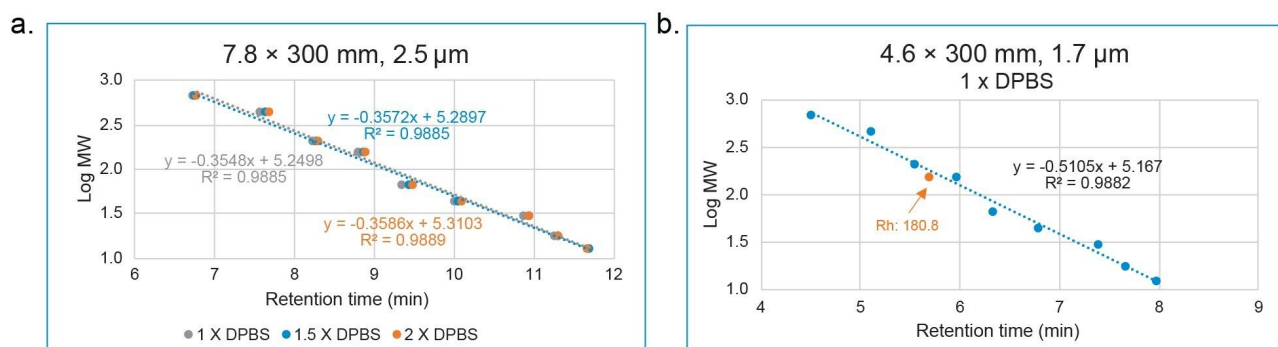 a.
7.8 × 300 mm, 2.5 µm
Log MW
3.0
2.5
2.0
1.5
1.0
y = -0.3572x + 5.2897
R² = 0.9885
y = -0.3548x + 5.2498
R² = 0.9885
y = -0.3586x + 5.3103
R² = 0.9889
6 7 8 9 10 11 12
Retention time (min)
1 X DPBS 1.5 X DPBS 2 X DPBS
b.
4.6 × 300 mm, 1.7 µm
1 x DPBS
Log MW
3.0
2.5
2.0
1.5
1.0
y = -0.5105x + 5.167
R² = 0.9882
Rh: 180.8
4 5 6 7 8 9
Retention time (min)